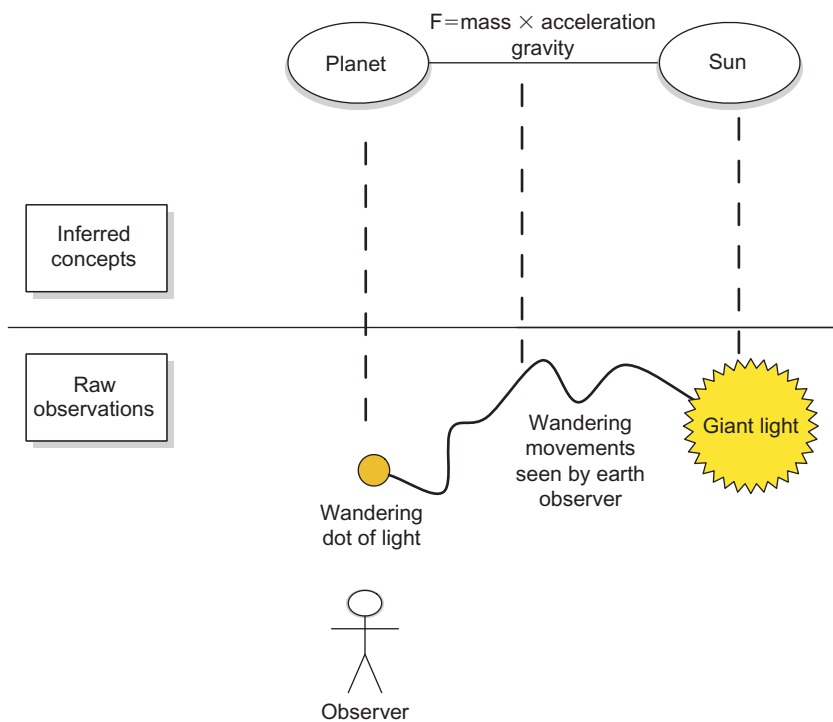 F=mass × acceleration
gravity
Planet
Sun
Inferred
concepts
Raw
observations
Wandering
movements
seen by earth
observer
Giant light
Wandering
dot of light
Observer